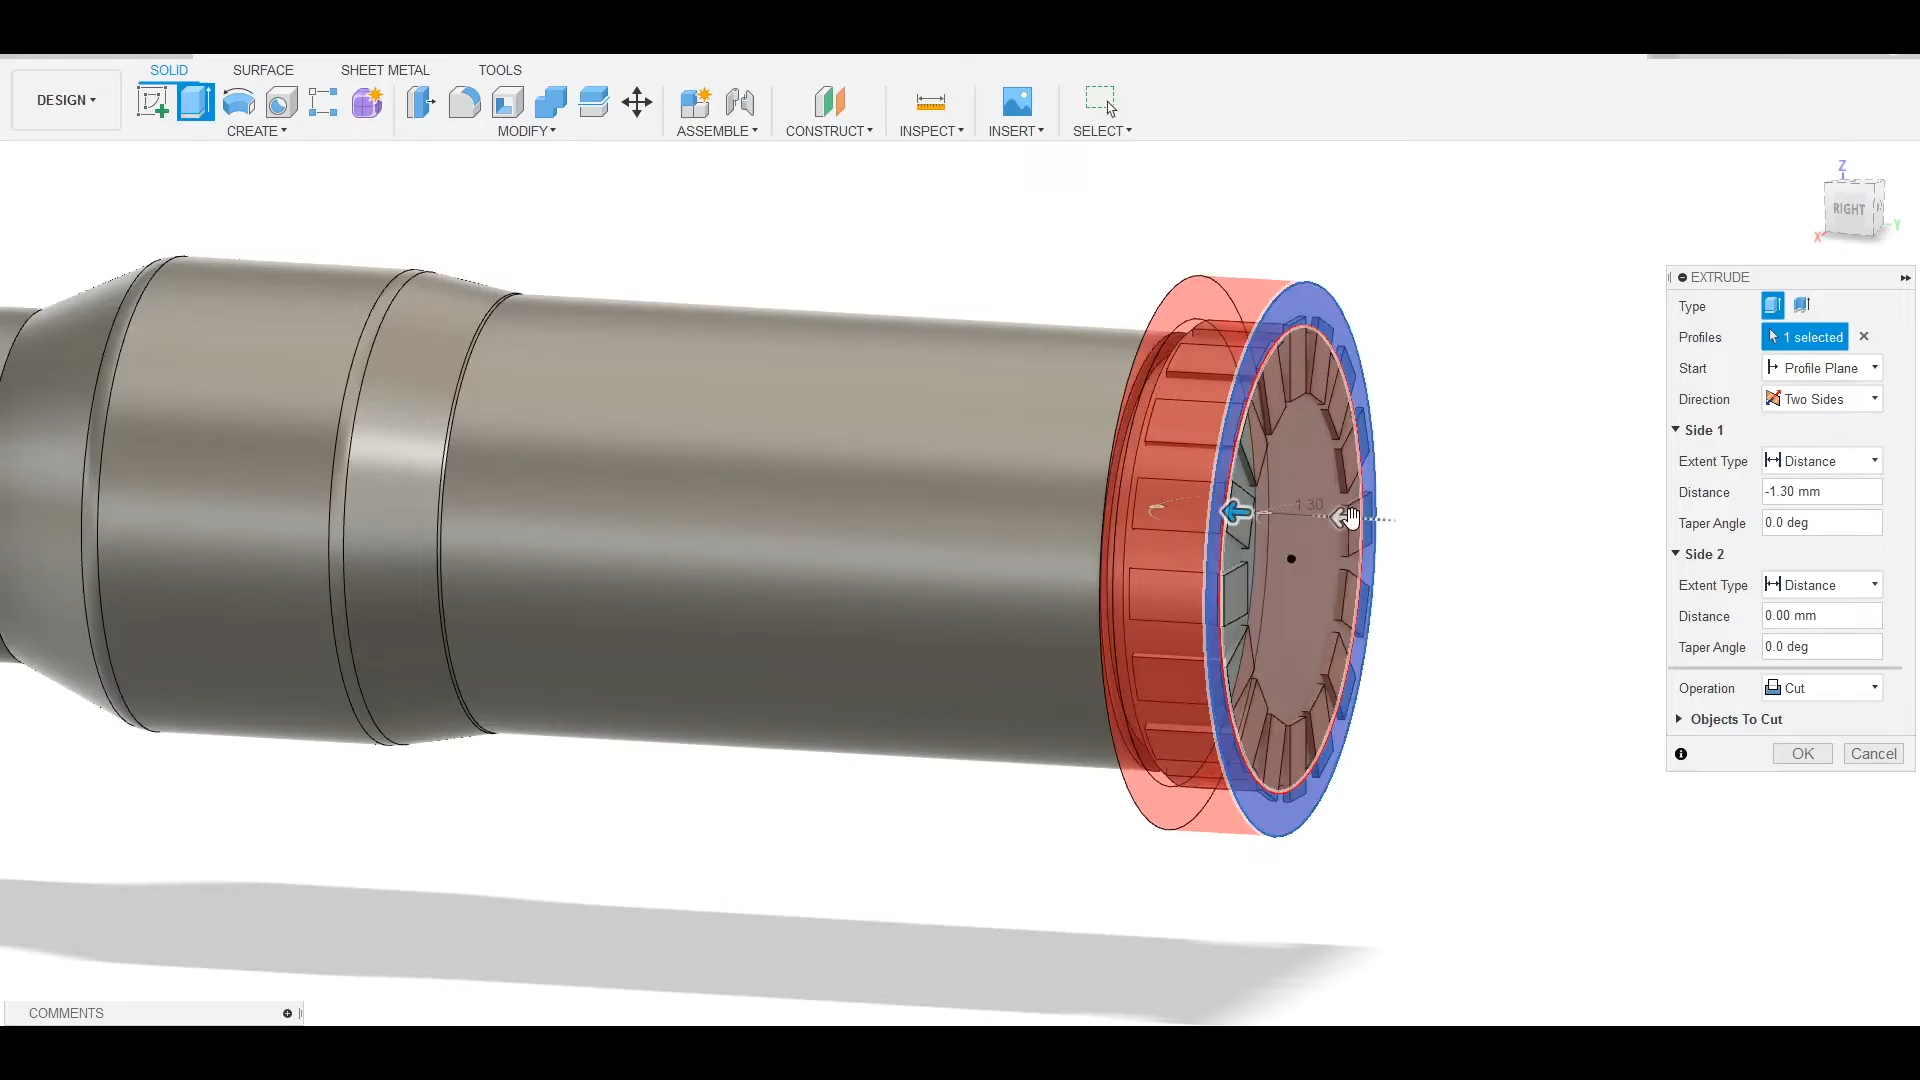 SOLID SURFACE SHEET METAL TOOLS
DESIGN
CREATE MODIFY ASSEMBLE CONSTRUCT INSPECT INSERT SELECT
Z
RIGHT
Y
X
EXTRUDE
Type
Profiles 1 selected
Start Profile Plane
Direction Two Sides
Side 1
Extent Type Distance
Distance -1.30 mm
Taper Angle 0.0 deg
Side 2
Extent Type Distance
Distance 0.00 mm
Taper Angle 0.0 deg
Operation Cut
Objects To Cut
OK Cancel
1.30
COMMENTS